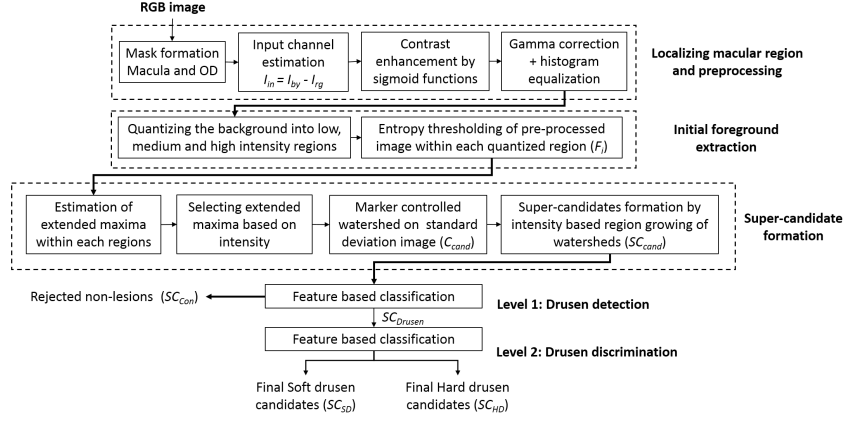 RGB image
Mask formation
Macula and OD
Input channel
estimation
I_in = I_by - I_rg
Contrast
enhancement by
sigmoid functions
Gamma correction
+ histogram
equalization
Localizing macular region
and preprocessing
Quantizing the background into low,
medium and high intensity regions
Entropy thresholding of pre-processed
image within each quantized region (F_i)
Initial foreground
extraction
Estimation of
extended maxima
within each regions
Selecting extended
maxima based on
intensity
Marker controlled
watershed on standard
deviation image (C_cand)
Super-candidates formation by
intensity based region growing of
watersheds (SC_cand)
Super-candidate
formation
Rejected non-lesions (SC_Con)
Feature based classification
Level 1: Drusen detection
SC_Drusen
Feature based classification
Level 2: Drusen discrimination
Final Soft drusen
candidates (SC_SD)
Final Hard drusen
candidates (SC_HD)